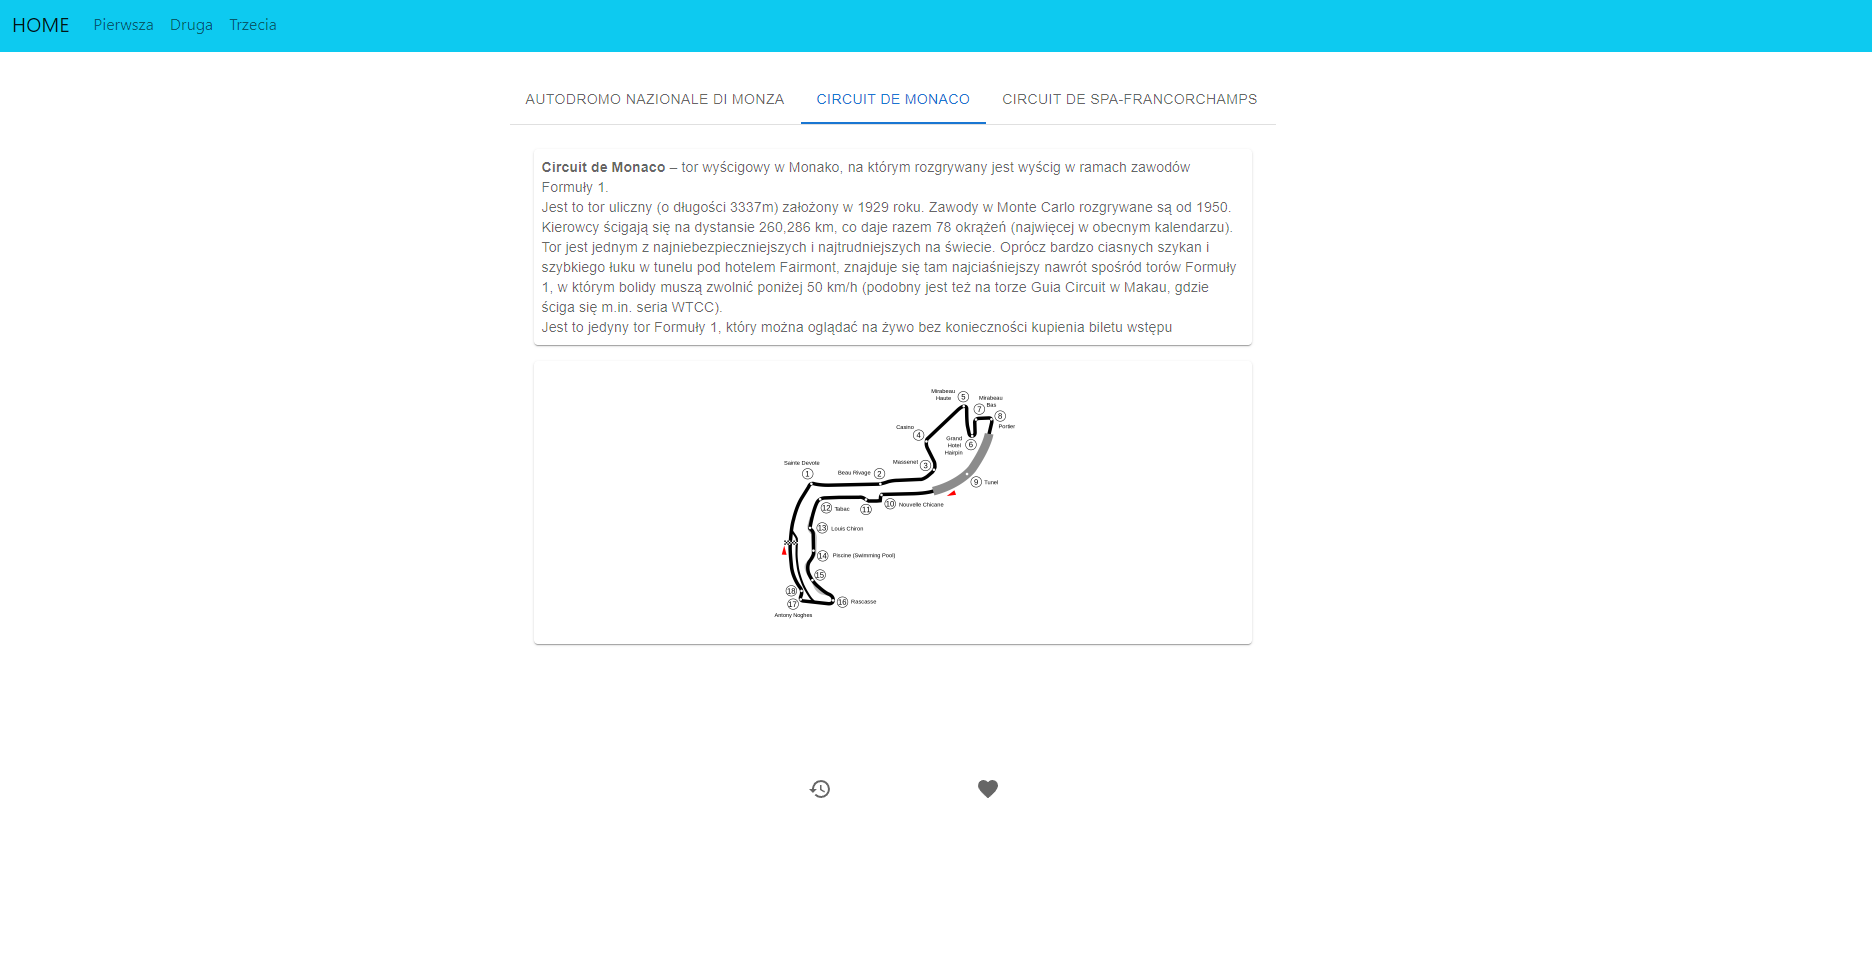 HOME Pierwsza Druga Trzecia
AUTODROMO NAZIONALE DI MONZA CIRCUIT DE MONACO CIRCUIT DE SPA-FRANCORCHAMPS
Circuit de Monaco – tor wyścigowy w Monako, na którym rozgrywany jest wyścig w ramach zawodów
Formuły 1.
Jest to tor uliczny (o długości 3337m) założony w 1929 roku. Zawody w Monte Carlo rozgrywane są od 1950.
Kierowcy ścigają się na dystansie 260,286 km, co daje razem 78 okrążeń (najwięcej w obecnym kalendarzu).
Tor jest jednym z najniebezpieczniejszych i najtrudniejszych na świecie. Oprócz bardzo ciasnych szykan i
szybkiego łuku w tunelu pod hotelem Fairmont, znajduje się tam najciaśniejszy nawrót spośród torów Formuły
1, w którym bolidy muszą zwolnić poniżej 50 km/h (podobny jest też na torze Guia Circuit w Makau, gdzie
ściga się m.in. seria WTCC).
Jest to jedyny tor Formuły 1, który można oglądać na żywo bez konieczności kupienia biletu wstępu
Mirabeau
Haute
5
Mirabeau
Bas
7
8
Portier
Casino
4
Grand
Hotel
Hairpin
6
Massenet
3
Sainte Devote
1
Beau Rivage
2
9
Tunel
10
Nouvelle Chicane
11
12
Tabac
13
Louis Chiron
14
Piscine (Swimming Pool)
15
18
17
16
Rascasse
Antony Noghes